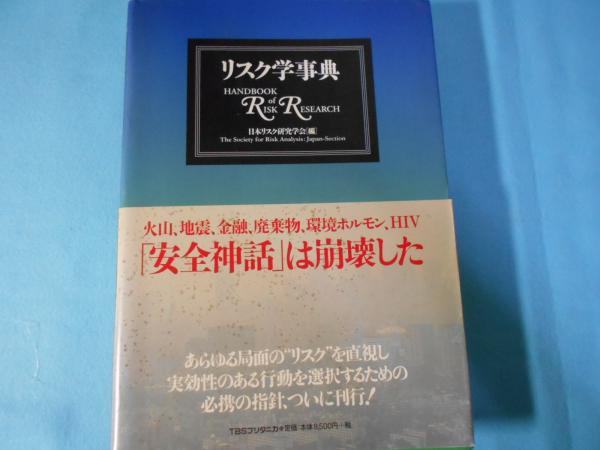 リスク学事典
HANDBOOK
of
RISK RESEARCH
日本リスク研究学会[編]
The Society for Risk Analysis: Japan-Section
火山、地震、金融、廃棄物、環境ホルモン、HIV
「安全神話」は崩壊した
あらゆる局面の“リスク”を直視し
実効性のある行動を選択するための
必携の指針、ついに刊行!
TBSブリタニカ◆定価:本体8,500円+税